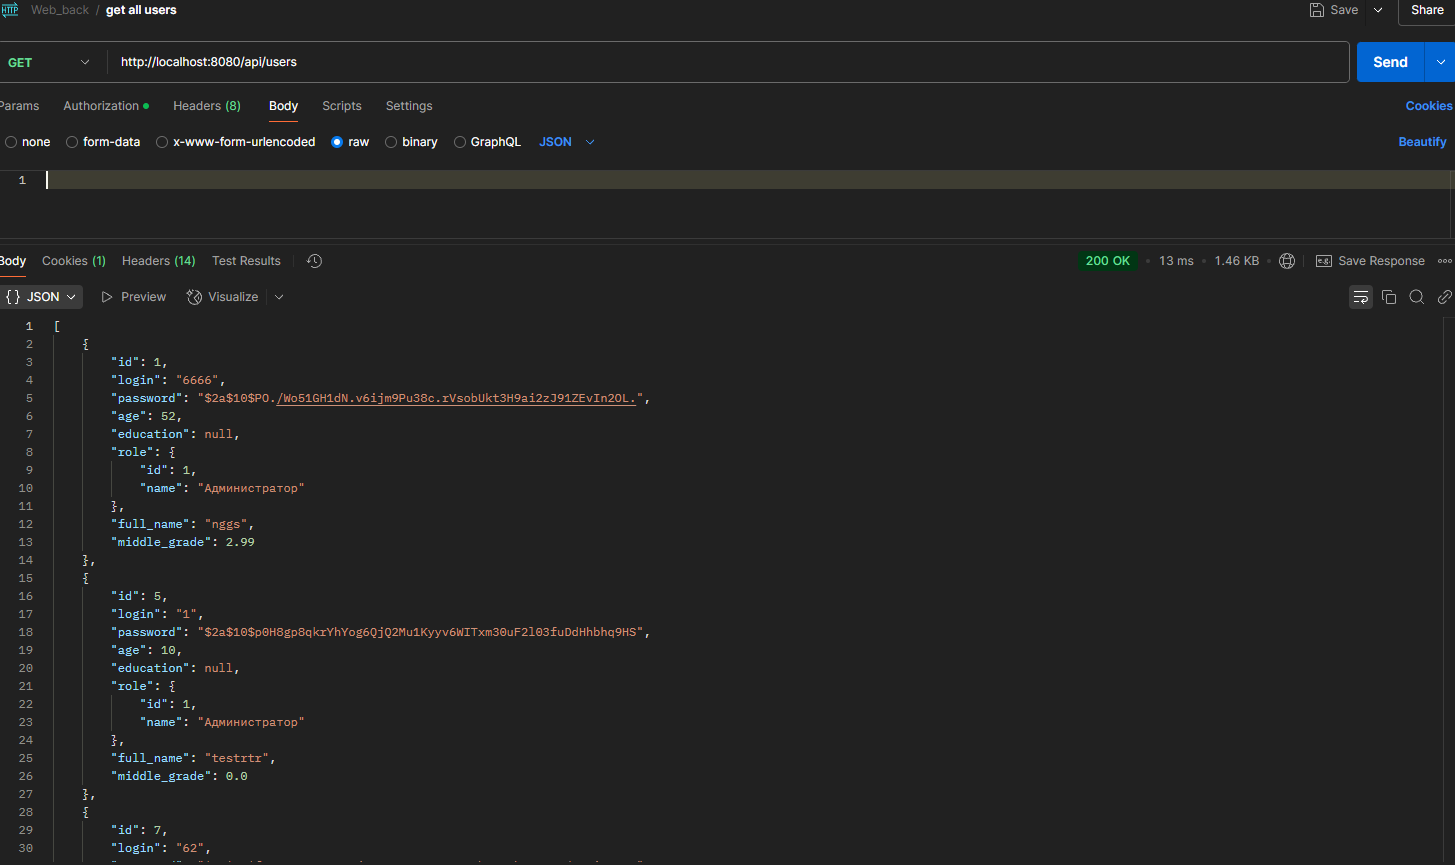 HTTP Web_back / get all users Save Share
GET http://localhost:8080/api/users Send
Params Authorization Headers (8) Body Scripts Settings Cookies
none form-data x-www-form-urlencoded raw binary GraphQL JSON Beautify
1
Body Cookies (1) Headers (14) Test Results 200 OK • 13 ms • 1.46 KB • e.g. Save Response
{} JSON Preview Visualize
1 [
2 {
3 "id": 1,
4 "login": "6666",
5 "password": "$2a$10$PO./Wo51GH1dN.v6ijm9Pu38c.rVsobUkt3H9ai2zJ91ZEvIn2OL.",
6 "age": 52,
7 "education": null,
8 "role": {
9 "id": 1,
10 "name": "Администратор"
11 },
12 "full_name": "nggs",
13 "middle_grade": 2.99
14 },
15 {
16 "id": 5,
17 "login": "1",
18 "password": "$2a$10$p0H8gp8qkrYhYog6QjQ2Mu1Kyyv6WITxm30uF2l03fuDdHhbhq9HS",
19 "age": 10,
20 "education": null,
21 "role": {
22 "id": 1,
23 "name": "Администратор"
24 },
25 "full_name": "testrtr",
26 "middle_grade": 0.0
27 },
28 {
29 "id": 7,
30 "login": "62",